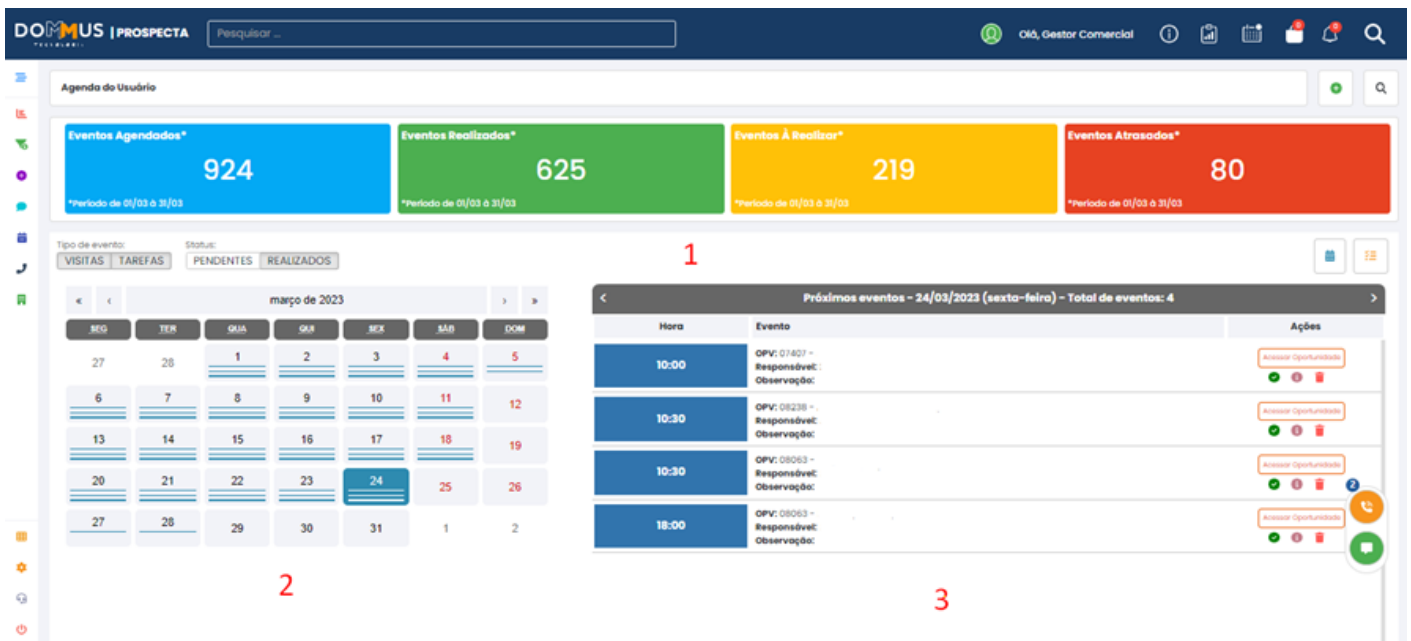 DOMMUS | PROSPECTA
TECNOLOGIA
Pesquisar ...
Olá, Gestor Comercial
Agenda do Usuário
Eventos Agendados*
924
*Período de 01/03 à 31/03
Eventos Realizados*
625
*Período de 01/03 à 31/03
Eventos À Realizar*
219
*Período de 01/03 à 31/03
Eventos Atrasados*
80
*Período de 01/03 à 31/03
1
Tipo de evento:
VISITAS TAREFAS
Status:
PENDENTES REALIZADOS
« ‹ março de 2023 › »
SEG TER QUA QUI SEX SÁB DOM
27 28 1 2 3 4 5
6 7 8 9 10 11 12
13 14 15 16 17 18 19
20 21 22 23 24 25 26
27 28 29 30 31 1 2
2
< Próximos eventos - 24/03/2023 (sexta-feira) - Total de eventos: 4 >
Hora Evento Ações
10:00
OPV: 07407 -
Responsável:
Observação:
Acessar Oportunidade
10:30
OPV: 08238 -
Responsável:
Observação:
Acessar Oportunidade
10:30
OPV: 08063 -
Responsável:
Observação:
Acessar Oportunidade
2
18:00
OPV: 08063 -
Responsável:
Observação:
Acessar Oportunidade
3